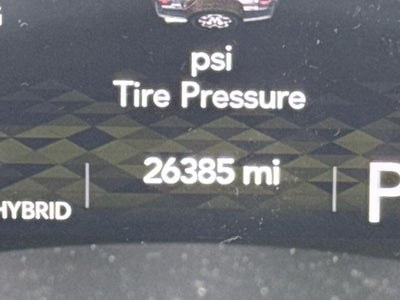 psi
Tire Pressure
26385 mi
HYBRID
P